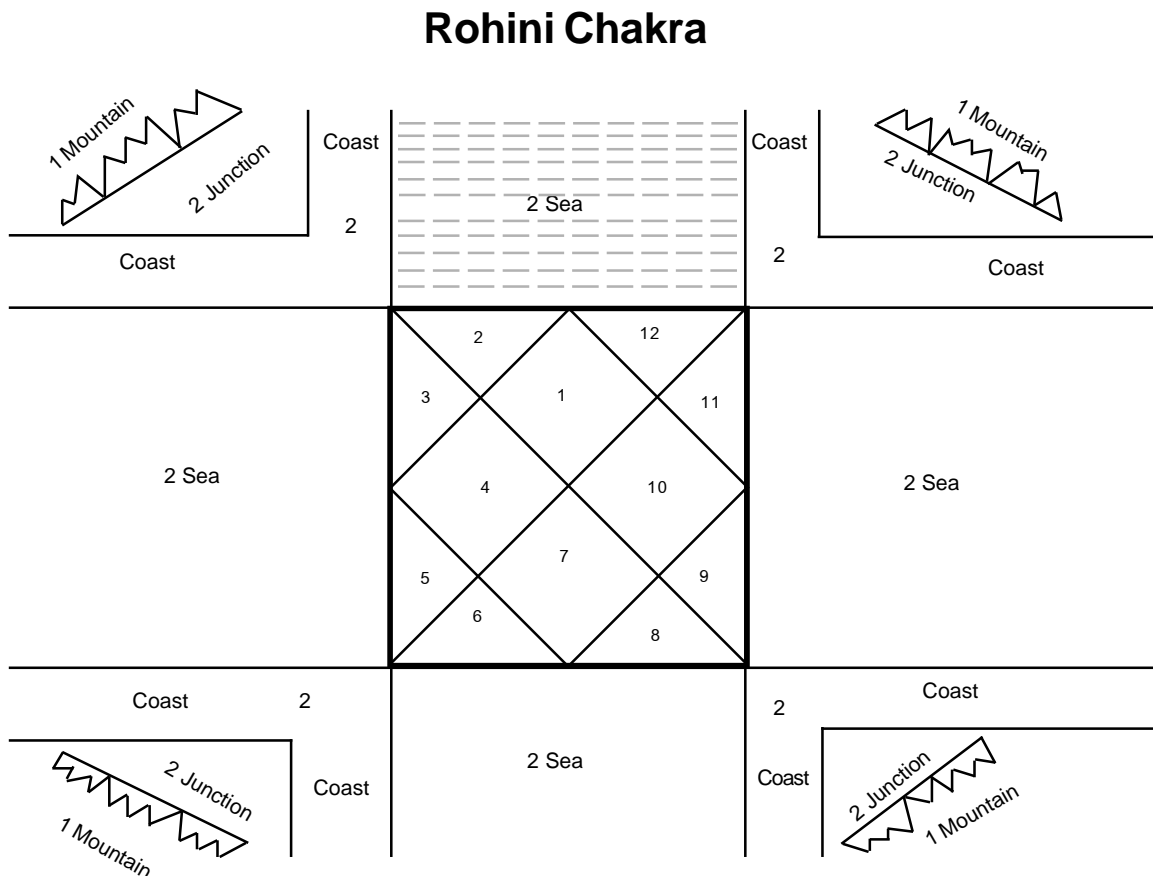 Rohini Chakra
1 Mountain
2 Junction
Coast
2
Coast
2 Sea
Coast
2
1 Mountain
2 Junction
Coast
2
12
3
1
11
2 Sea
4
10
2 Sea
5
7
9
6
8
Coast
2
2 Junction
1 Mountain
Coast
2 Sea
2
Coast
Coast
2 Junction
1 Mountain